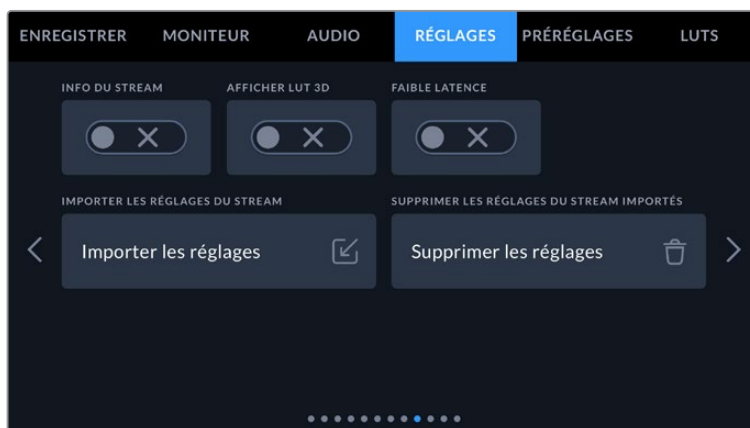 ENREGISTRER MONITEUR AUDIO RÉGLAGES PRÉRÉGLAGES LUTS
INFO DU STREAM AFFICHER LUT 3D FAIBLE LATENCE
IMPORTER LES RÉGLAGES DU STREAM SUPPRIMER LES RÉGLAGES DU STREAM IMPORTÉS
Importer les réglages Supprimer les réglages